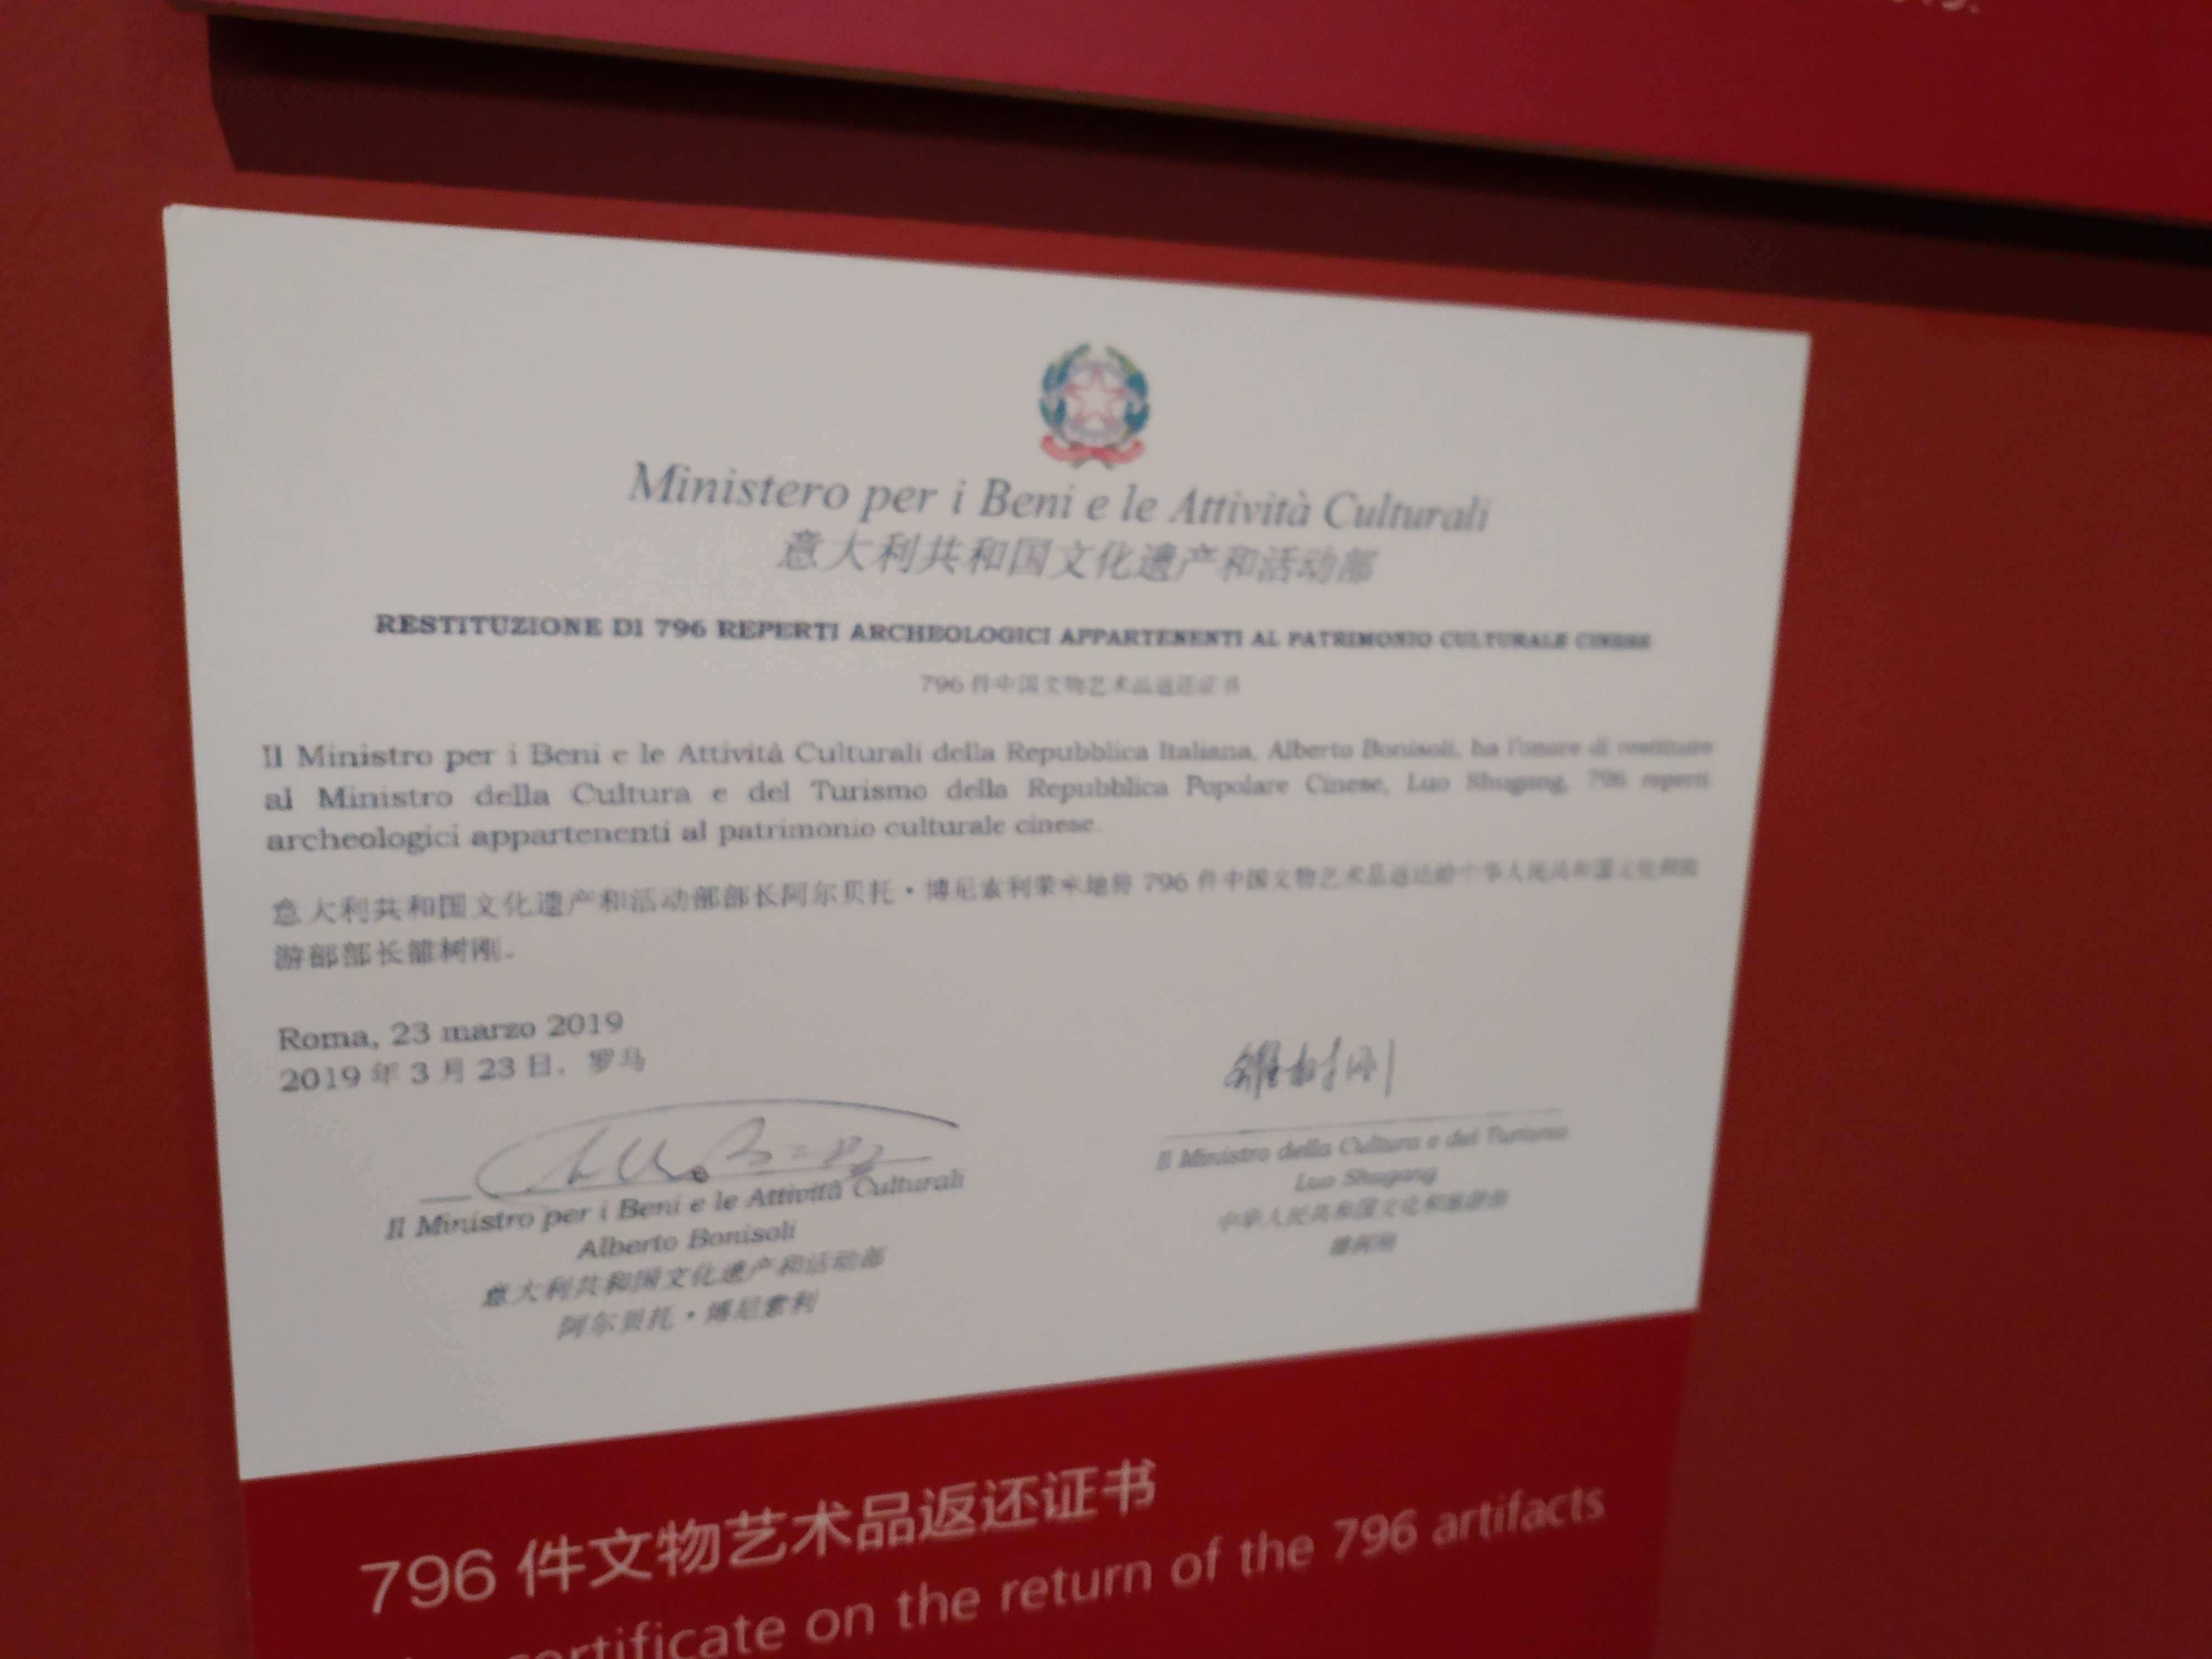 Ministero per i Beni e le Attività Culturali
意大利共和国文化遗产和活动部
RESTITUZIONE DI 796 REPERTI ARCHEOLOGICI APPARTENENTI AL PATRIMONIO CULTURALE CINESE
796 件中国文物艺术品返还证书
Il Ministro per i Beni e le Attività Culturali della Repubblica Italiana, Alberto Bonisoli, ha l'onore di restituire
al Ministro della Cultura e del Turismo della Repubblica Popolare Cinese, Luo Shugang, 796 reperti
archeologici appartenenti al patrimonio culturale cinese.
意大利共和国文化遗产和活动部部长阿尔贝托·博尼索利荣幸地将 796 件中国文物艺术品返还给中华人民共和国文化和旅
游部部长雒树刚。
Roma, 23 marzo 2019
2019 年 3 月 23 日，罗马
雒树刚
Il Ministro per i Beni e le Attività Culturali
Alberto Bonisoli
意大利共和国文化遗产和活动部
阿尔贝托·博尼索利
Il Ministro della Cultura e del Turismo
Luo Shugang
中华人民共和国文化和旅游部
雒树刚
796 件文物艺术品返还证书
certificate on the return of the 796 artifacts